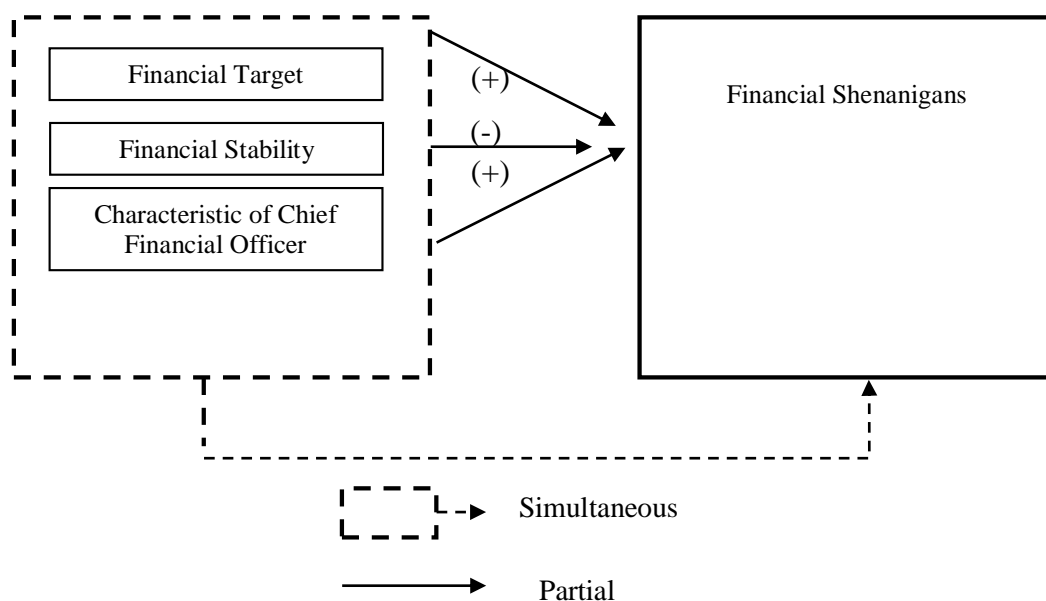 Financial Target
(+)
Financial Shenanigans
Financial Stability
(-)
(+)
Characteristic of Chief
Financial Officer
Simultaneous
Partial